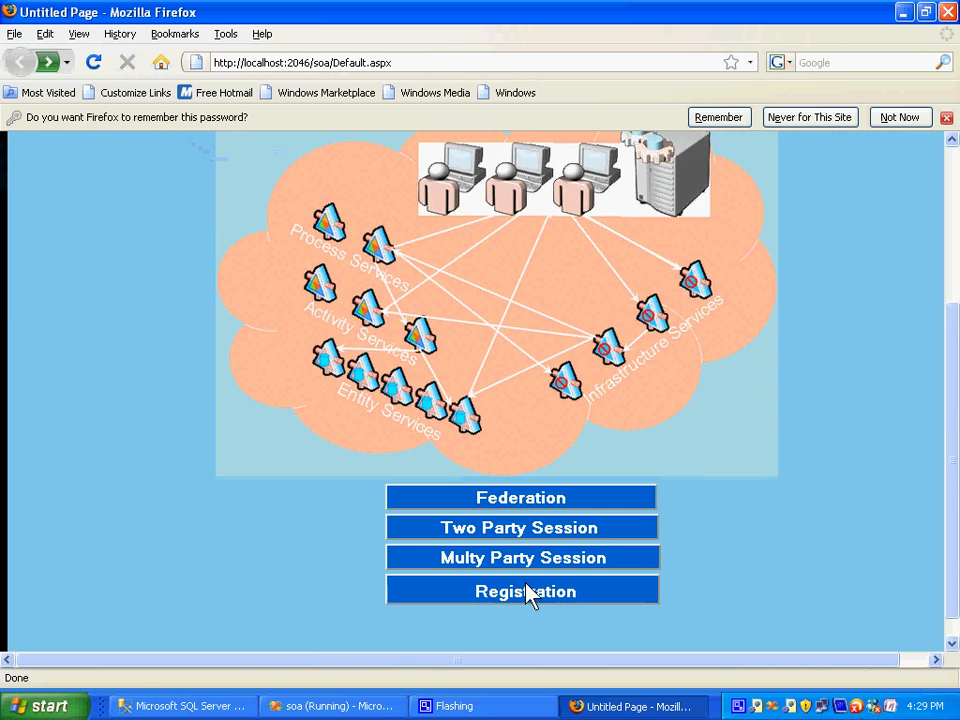 Untitled Page - Mozilla Firefox
File Edit View History Bookmarks Tools Help
http://localhost:2046/soa/Default.aspx
Google
Most Visited Customize Links Free Hotmail Windows Marketplace Windows Media Windows
Do you want Firefox to remember this password? Remember Never for This Site Not Now
Process Services
Activity Services
Entity Services
Infrastructure Services
Federation
Two Party Session
Multy Party Session
Registration
Done
start Microsoft SQL Server ... soa (Running) - Micro... Flashing Untitled Page - Mozill... 4:29 PM